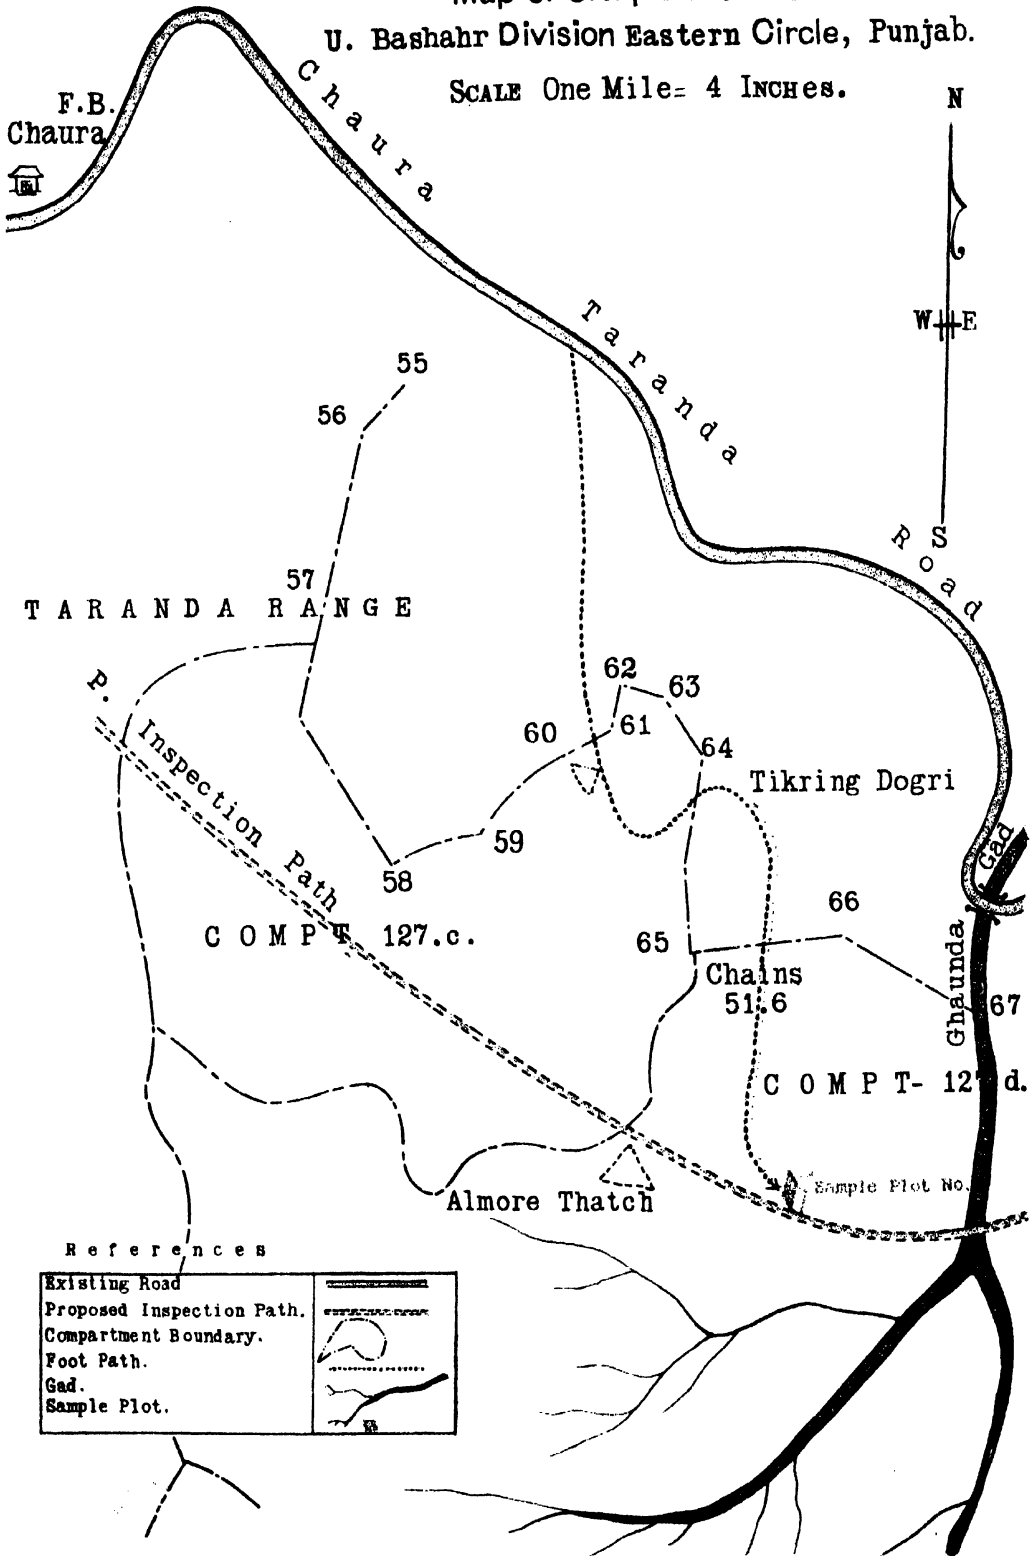 Map of
U. Bashahr Division Eastern Circle, Punjab.
SCALE One Mile= 4 INCHES.
N
W E
S
F.B.
Chaura
Chaura Taranda Road
55
56
57
TARANDA RANGE
62
63
61
60
64
Tikring Dogri
59
58
P. Inspection Path
COMPT 127.c.
65
66
Chains
51.6
67
Ghaunda Gad
COMPT- 127 d.
Sample Plot No.
Almore Thatch
References
Existing Road
Proposed Inspection Path.
Compartment Boundary.
Foot Path.
Gad.
Sample Plot.